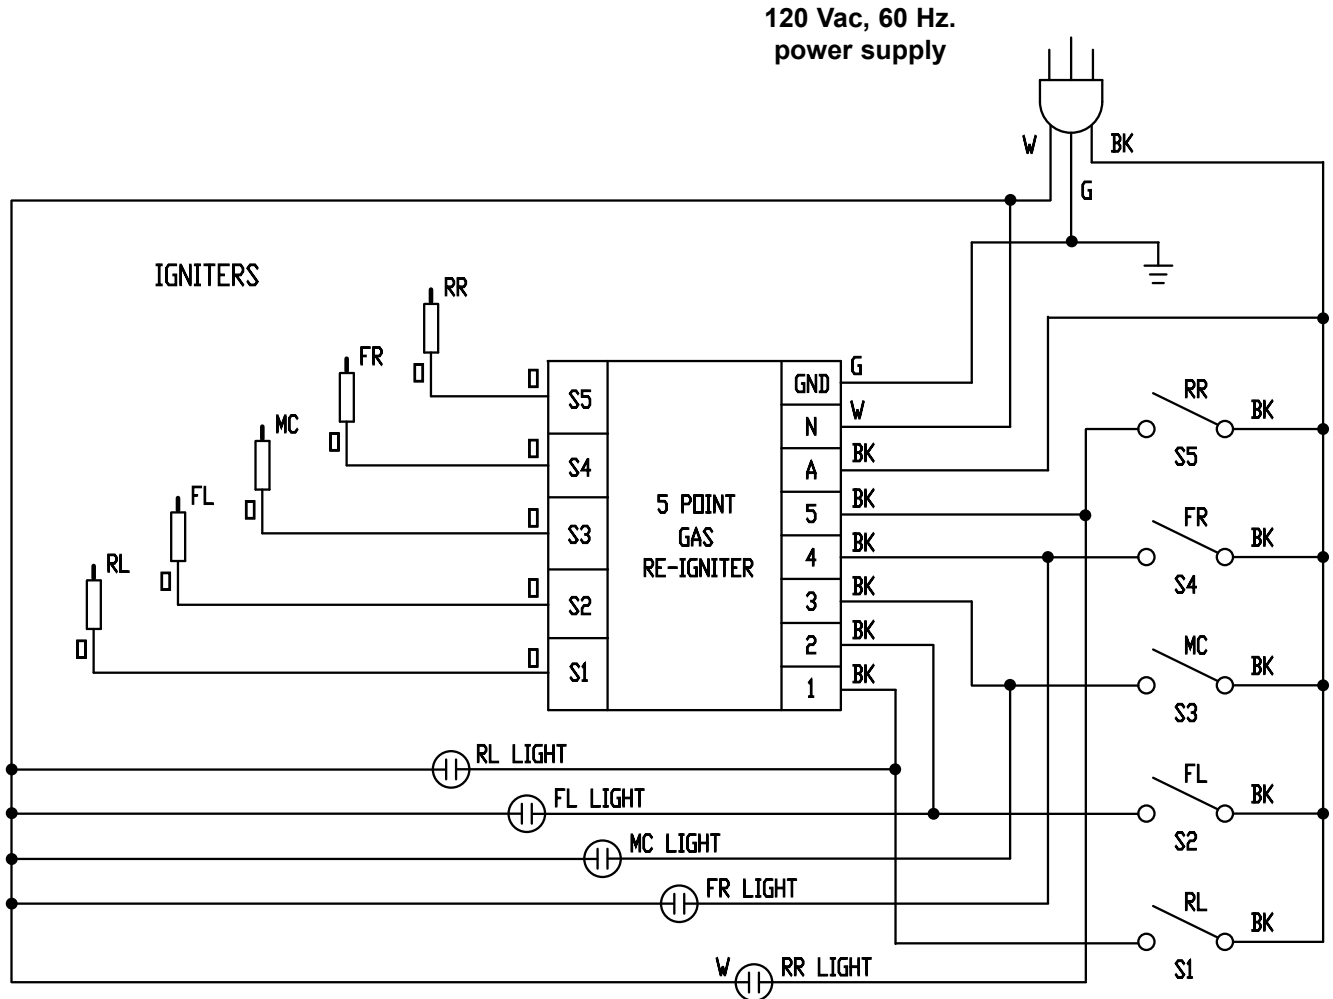 120 Vac, 60 Hz.
power supply
W
BK
G
IGNITERS
RR
FR
MC
FL
RL
S5
S4
S3
S2
S1
5 POINT
GAS
RE-IGNITER
GND
N
A
5
4
3
2
1
G
W
BK
BK
BK
BK
BK
BK
RR
BK
S5
FR
BK
S4
MC
BK
S3
FL
BK
S2
RL
BK
S1
RL LIGHT
FL LIGHT
MC LIGHT
FR LIGHT
W
RR LIGHT